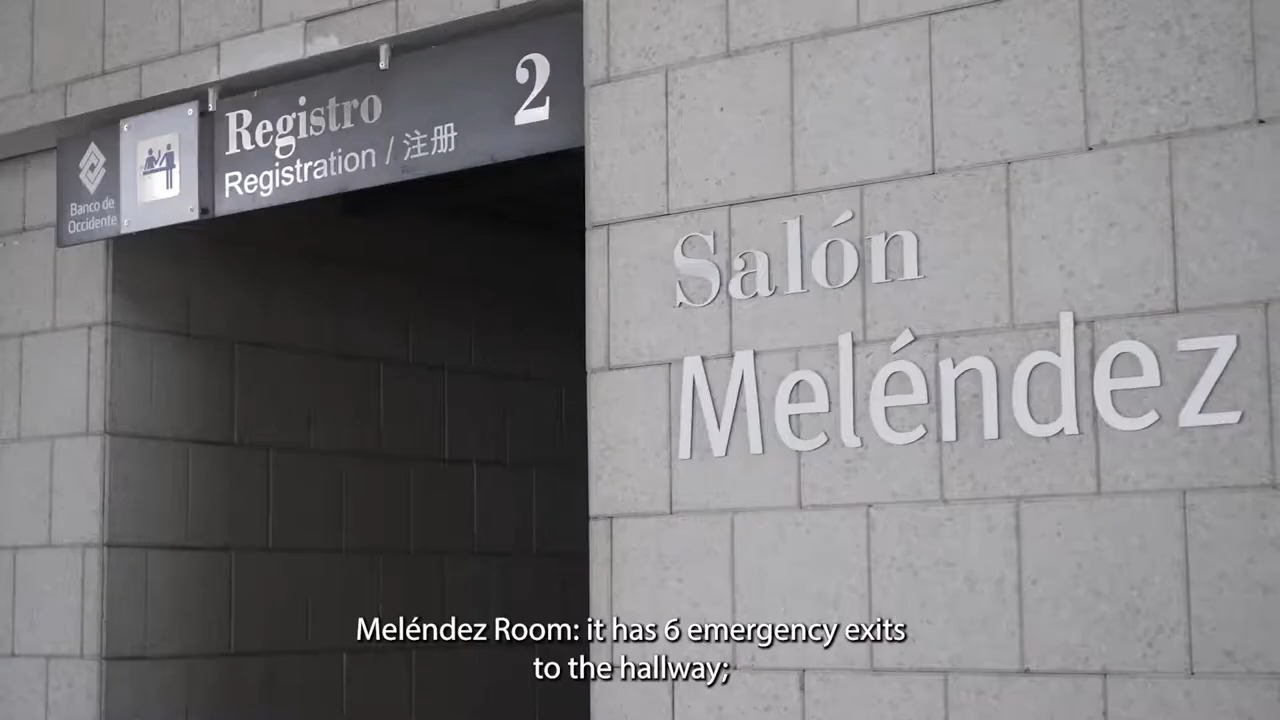 Banco de
Occidente
Registro
Registration / 注册
2
Salón
Meléndez
Meléndez Room: it has 6 emergency exits
to the hallway;